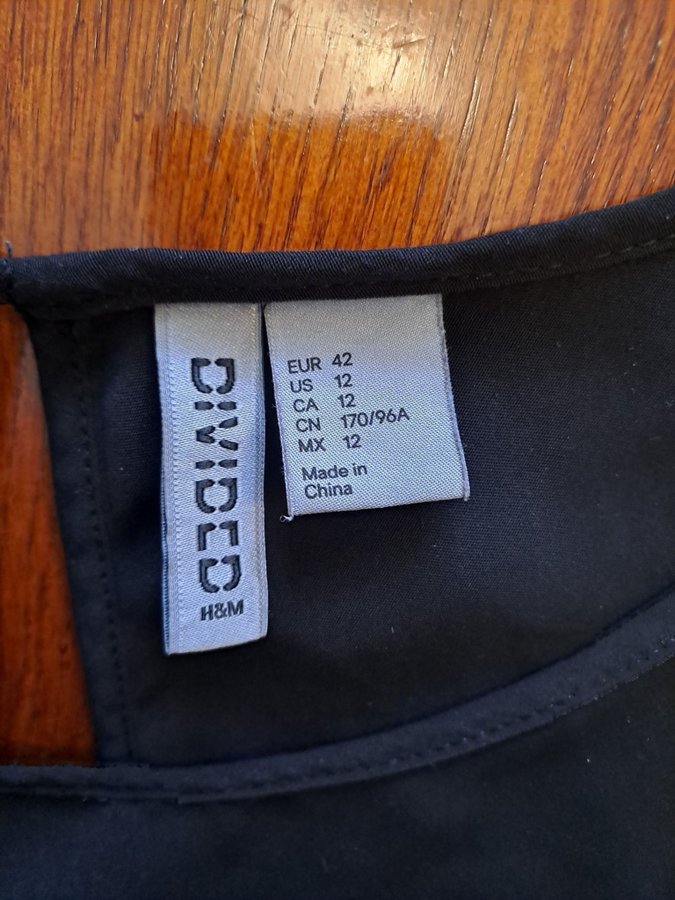 DIVIDED
H&M
EUR 42
US 12
CA 12
CN 170/96A
MX 12
Made in
China